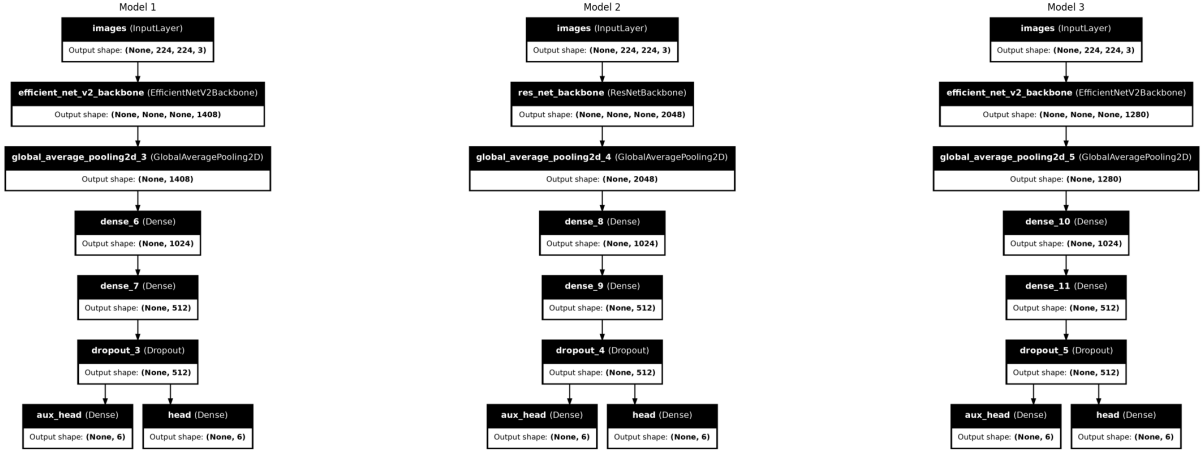 Model 1
images (InputLayer)
Output shape: (None, 224, 224, 3)
efficient_net_v2_backbone (EfficientNetV2Backbone)
Output shape: (None, None, None, 1408)
global_average_pooling2d_3 (GlobalAveragePooling2D)
Output shape: (None, 1408)
dense_6 (Dense)
Output shape: (None, 1024)
dense_7 (Dense)
Output shape: (None, 512)
dropout_3 (Dropout)
Output shape: (None, 512)
aux_head (Dense)
Output shape: (None, 6)
head (Dense)
Output shape: (None, 6)
Model 2
images (InputLayer)
Output shape: (None, 224, 224, 3)
res_net_backbone (ResNetBackbone)
Output shape: (None, None, None, 2048)
global_average_pooling2d_4 (GlobalAveragePooling2D)
Output shape: (None, 2048)
dense_8 (Dense)
Output shape: (None, 1024)
dense_9 (Dense)
Output shape: (None, 512)
dropout_4 (Dropout)
Output shape: (None, 512)
aux_head (Dense)
Output shape: (None, 6)
head (Dense)
Output shape: (None, 6)
Model 3
images (InputLayer)
Output shape: (None, 224, 224, 3)
efficient_net_v2_backbone (EfficientNetV2Backbone)
Output shape: (None, None, None, 1280)
global_average_pooling2d_5 (GlobalAveragePooling2D)
Output shape: (None, 1280)
dense_10 (Dense)
Output shape: (None, 1024)
dense_11 (Dense)
Output shape: (None, 512)
dropout_5 (Dropout)
Output shape: (None, 512)
aux_head (Dense)
Output shape: (None, 6)
head (Dense)
Output shape: (None, 6)